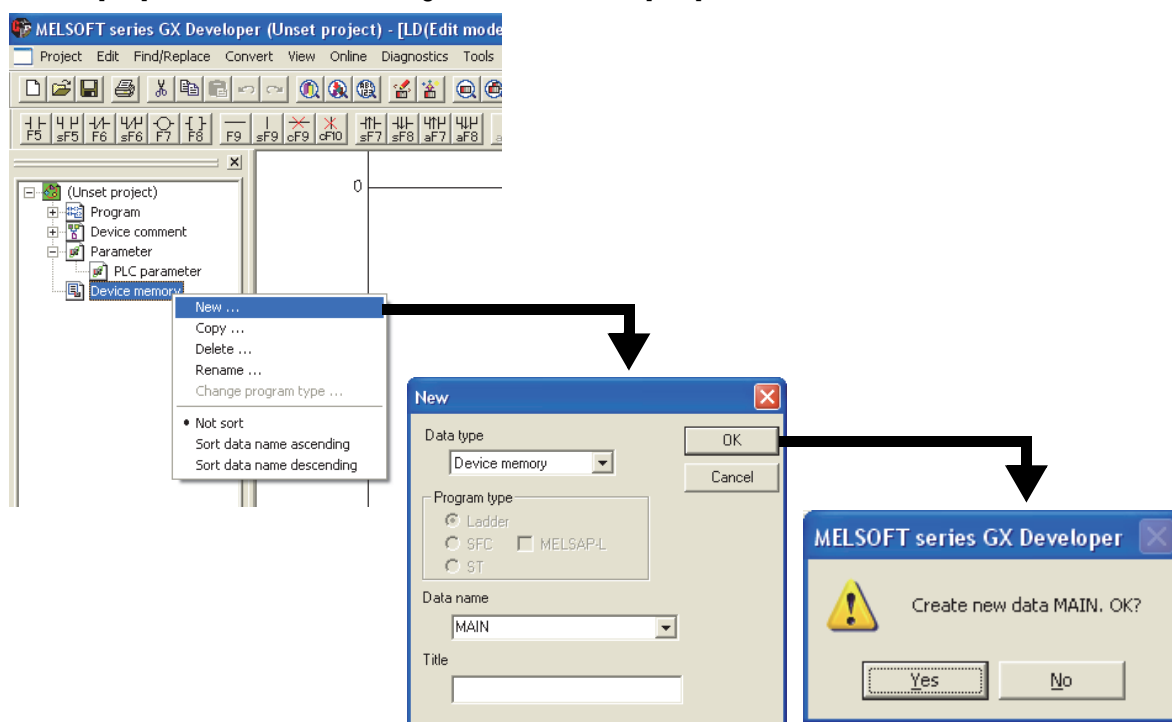 MELSOFT series GX Developer (Unset project) - [LD(Edit mode
Project Edit Find/Replace Convert View Online Diagnostics Tools
F5 sF5 F6 sF6 F7 F8 F9 sF9 cF9 cF10 sF7 sF8 aF7 aF8
0
(Unset project)
Program
Device comment
Parameter
PLC parameter
Device memory
New ...
Copy ...
Delete ...
Rename ...
Change program type ...
Not sort
Sort data name ascending
Sort data name descending
New
Data type
OK
Device memory
Cancel
Program type
Ladder
SFC MELSAP-L
ST
Data name
MAIN
Title
MELSOFT series GX Developer
Create new data MAIN. OK?
Yes No